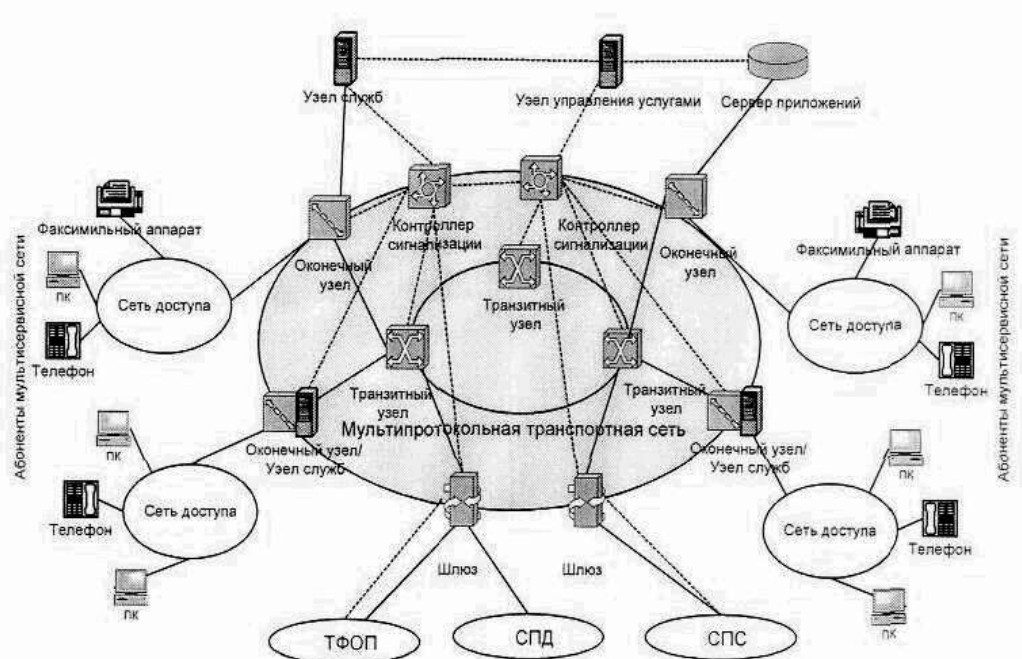 Узел служб
Узел управления услугами
Сервер приложений
Факсимильный аппарат
Контроллер
сигнализации
Контроллер
сигнализации
Факсимильный аппарат
Оконечный
узел
Оконечный
узел
ПК
Сеть доступа
Транзитный
узел
ПК
Сеть доступа
Телефон
Телефон
Абоненты мультисервисной сети
Абоненты мультисервисной сети
Транзитный
узел
Транзитный
узел
Мультипротокольная транспортная сеть
ПК
Оконечный узел/
Узел служб
Оконечный узел/
Узел служб
ПК
Сеть доступа
Телефон
Сеть доступа
Телефон
Шлюз
Шлюз
ПК
ПК
ТФОП
СПД
СПС